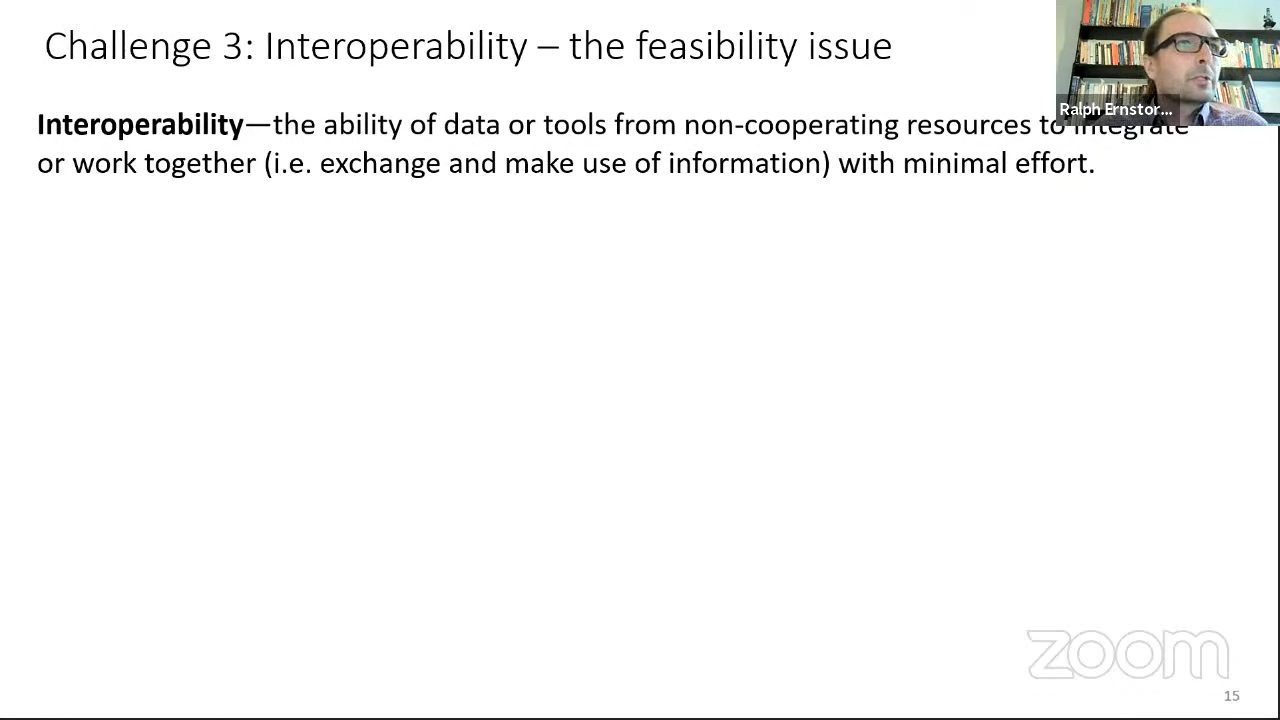 Challenge 3: Interoperability – the feasibility issue
Ralph Ernstor...
Interoperability—the ability of data or tools from non-cooperating resources to integrate
or work together (i.e. exchange and make use of information) with minimal effort.
zoom
15